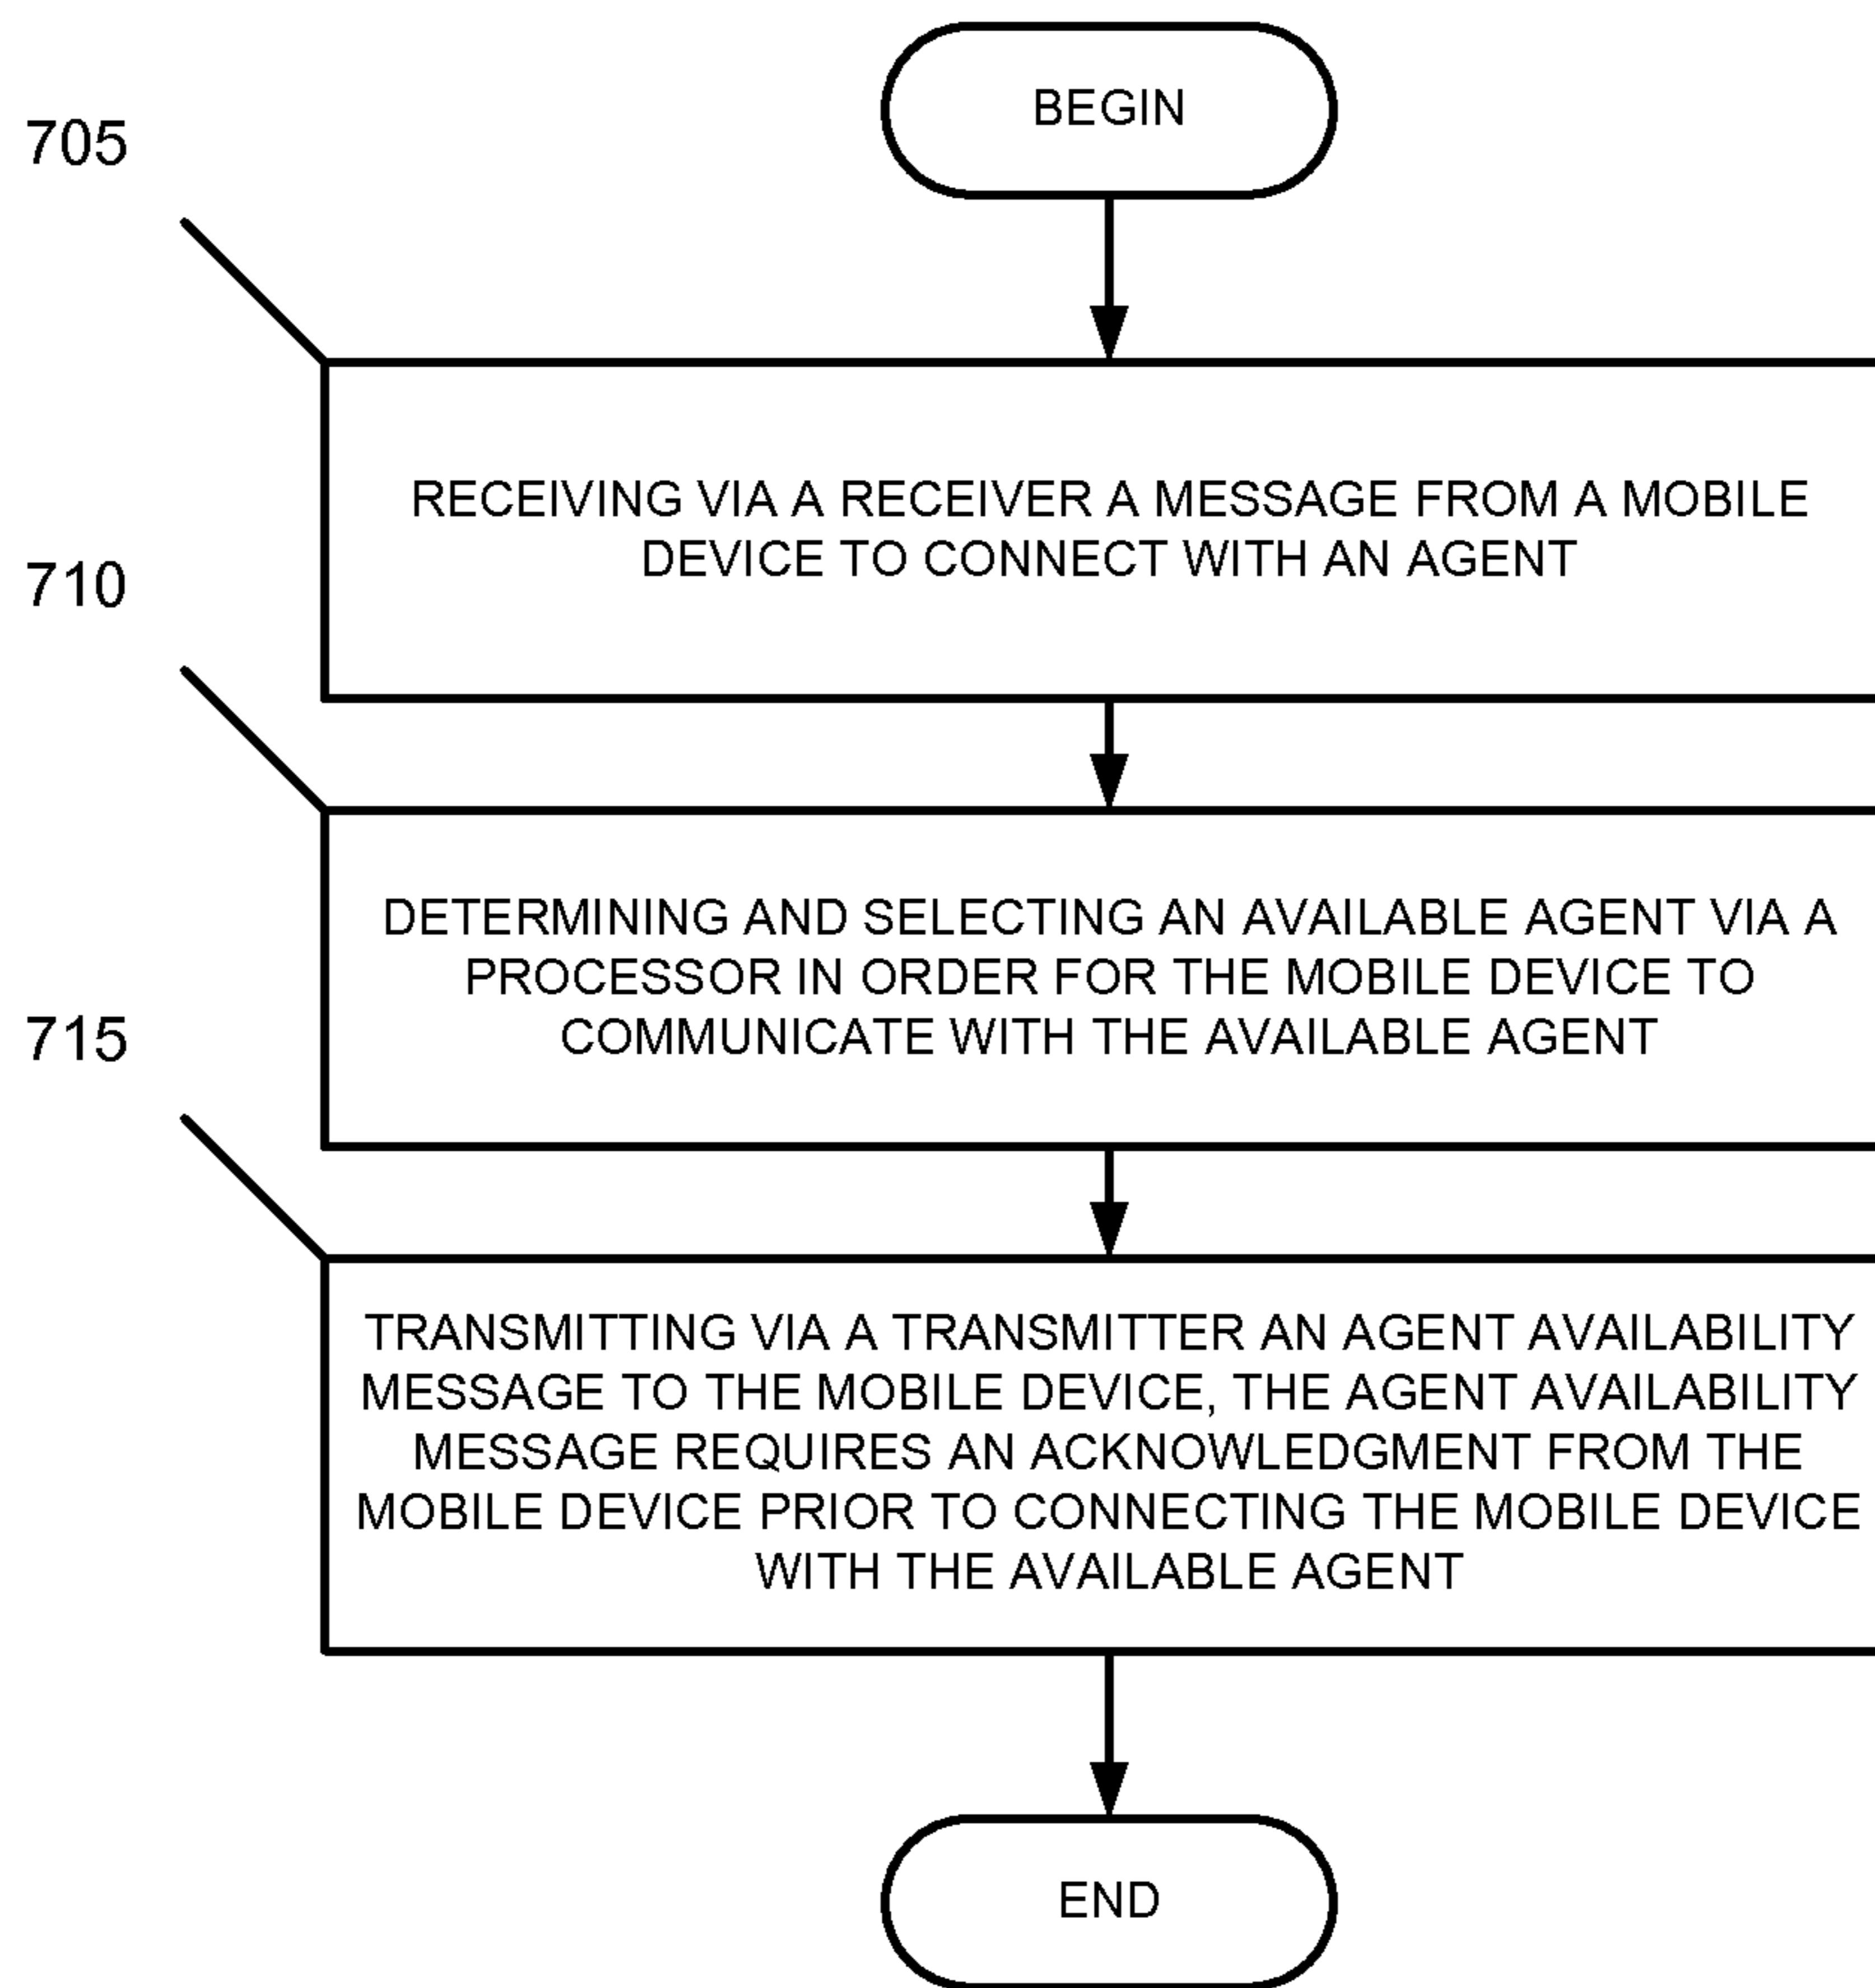 BEGIN
705
RECEIVING VIA A RECEIVER A MESSAGE FROM A MOBILE
DEVICE TO CONNECT WITH AN AGENT
710
DETERMINING AND SELECTING AN AVAILABLE AGENT VIA A
PROCESSOR IN ORDER FOR THE MOBILE DEVICE TO
COMMUNICATE WITH THE AVAILABLE AGENT
715
TRANSMITTING VIA A TRANSMITTER AN AGENT AVAILABILITY
MESSAGE TO THE MOBILE DEVICE, THE AGENT AVAILABILITY
MESSAGE REQUIRES AN ACKNOWLEDGMENT FROM THE
MOBILE DEVICE PRIOR TO CONNECTING THE MOBILE DEVICE
WITH THE AVAILABLE AGENT
END